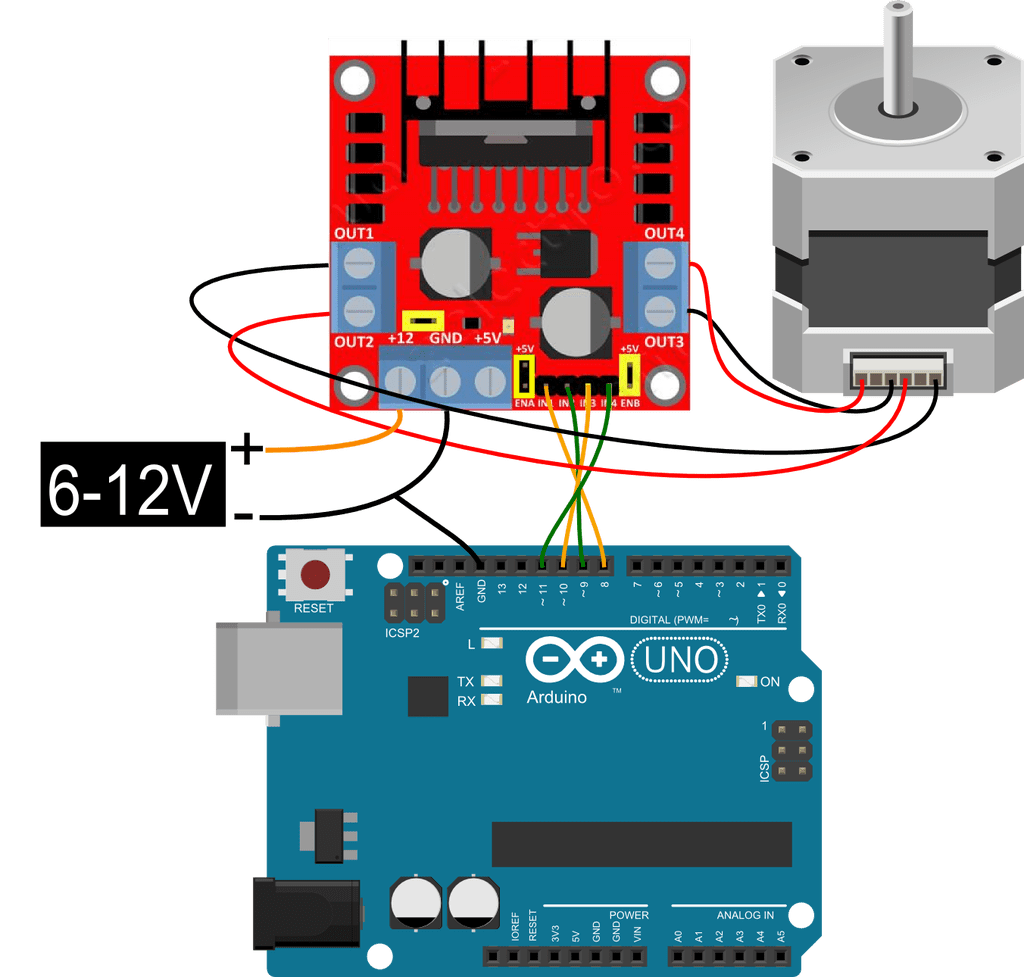 OUT1
OUT4
OUT2
+12 GND +5V
OUT3
+5V
+5V
ENA IN1 IN2 IN3 IN4 ENB
+
6-12V
-
RESET
ICSP2
AREF
GND
13
12
~11
~10
~9
8
7
~6
~5
4
~3
2
TX0 ▶ 1
RX0 ◀ 0
DIGITAL (PWM= ~)
L
TX
RX
UNO
ON
Arduino
TM
1
ICSP
IOREF
RESET
3V3
5V
GND
GND
VIN
POWER
ANALOG IN
A0
A1
A2
A3
A4
A5